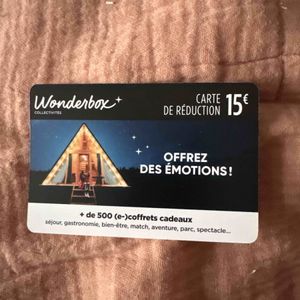 Wonderbox
COLLECTIVITÉS
CARTE
DE RÉDUCTION 15€
OFFREZ
DES ÉMOTIONS !
+ de 500 (e-)coffrets cadeaux
séjour, gastronomie, bien-être, match, aventure, parc, spectacle...